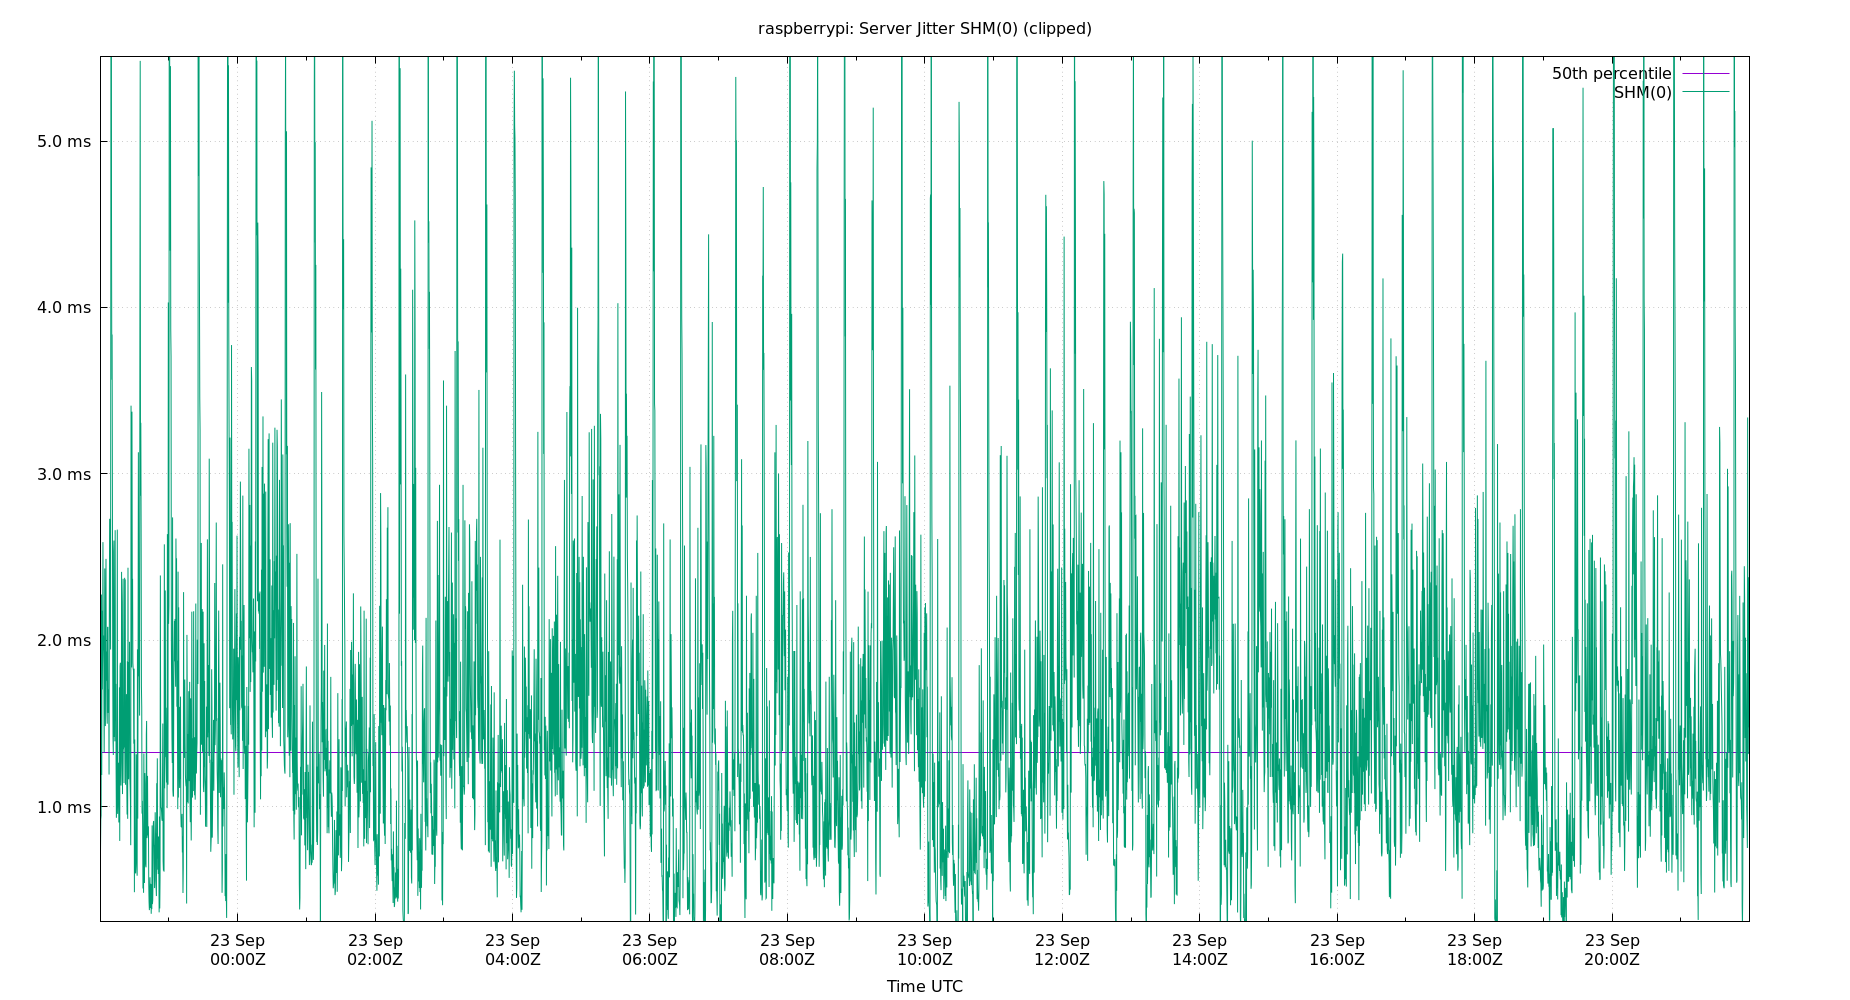 raspberrypi: Server Jitter SHM(0) (clipped)
50th percentile
SHM(0)
5.0 ms
4.0 ms
3.0 ms
2.0 ms
1.0 ms
23 Sep 23 Sep 23 Sep 23 Sep 23 Sep 23 Sep 23 Sep 23 Sep 23 Sep 23 Sep 23 Sep
00:00Z 02:00Z 04:00Z 06:00Z 08:00Z 10:00Z 12:00Z 14:00Z 16:00Z 18:00Z 20:00Z
Time UTC